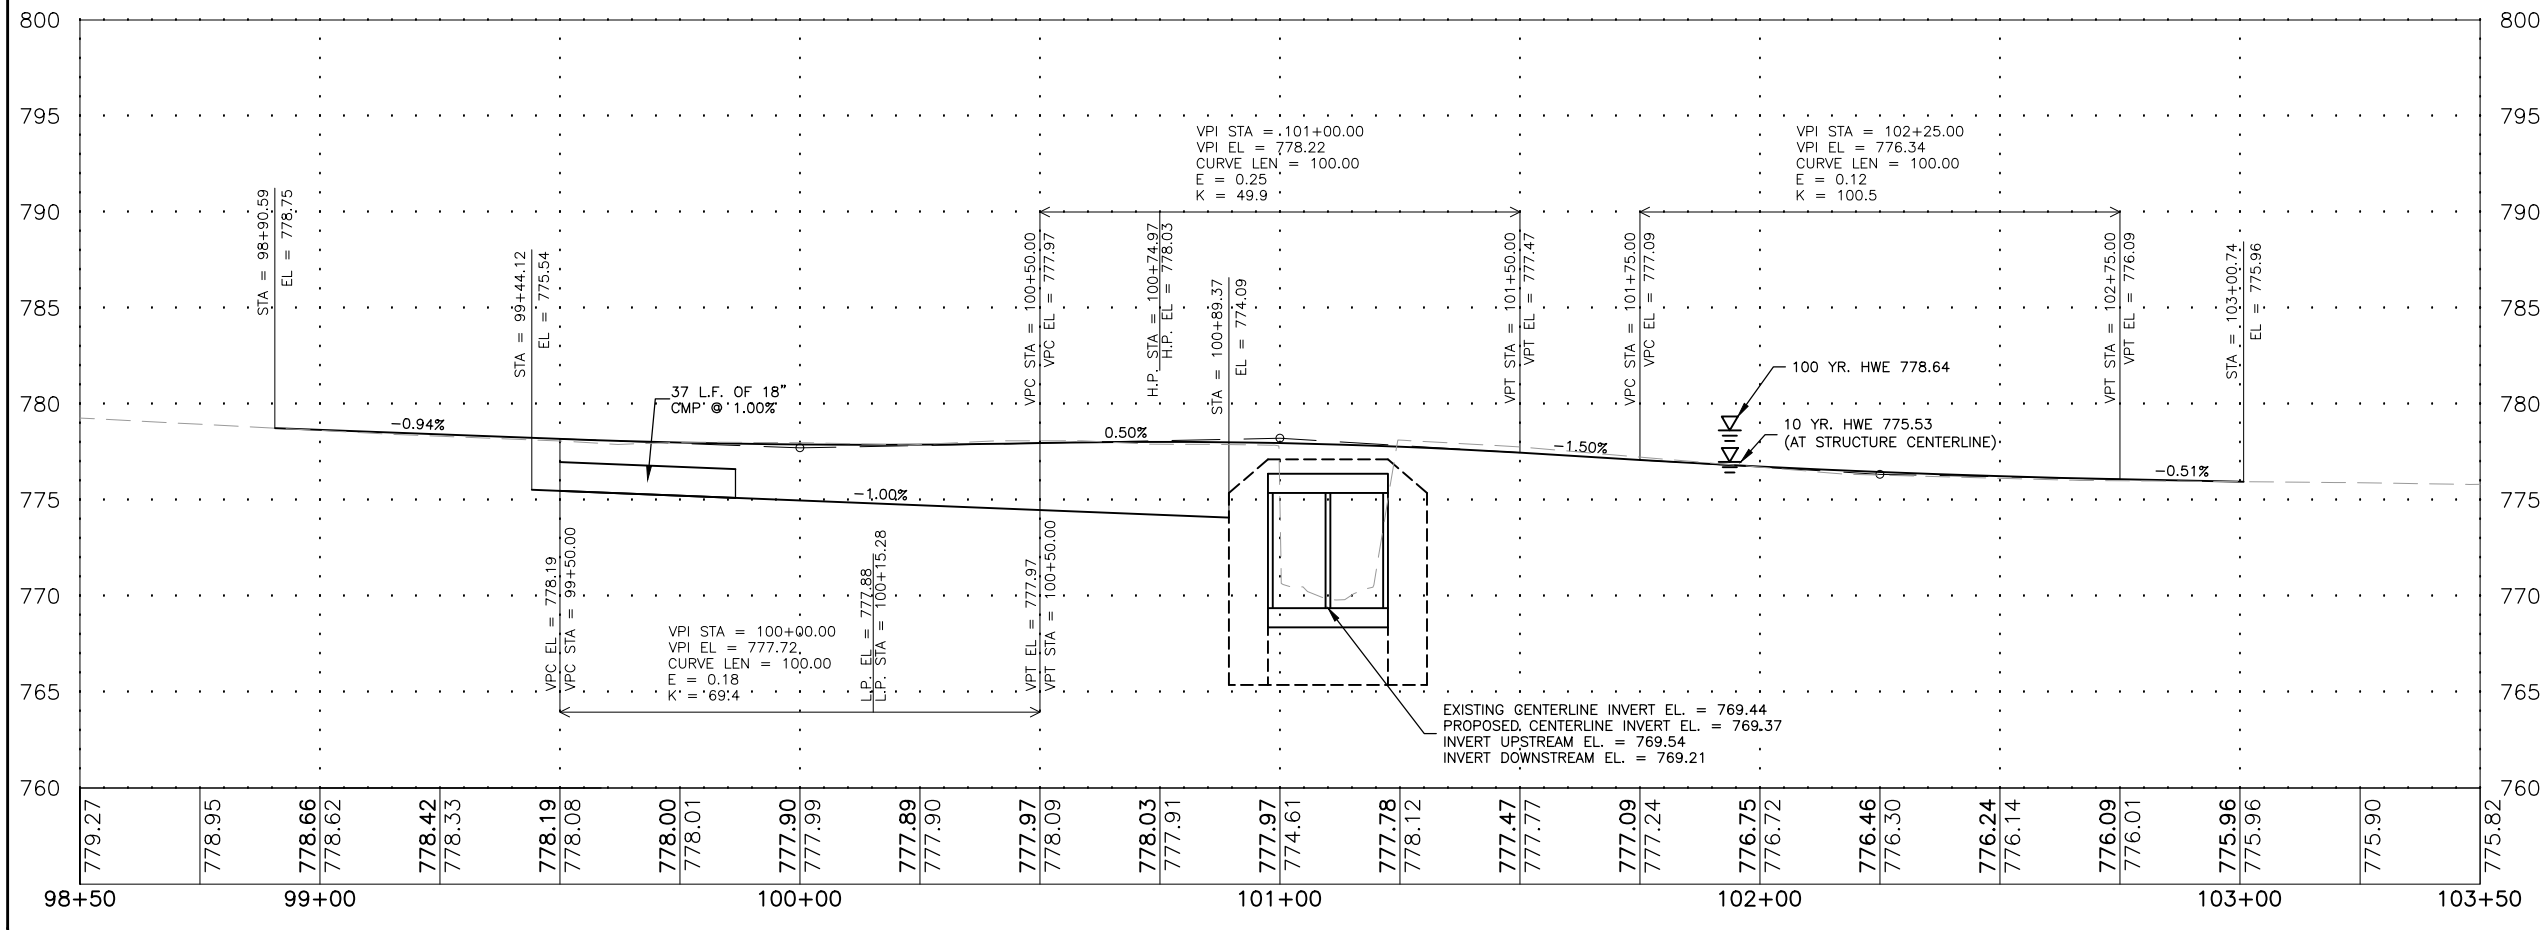 800
800
795
795
790
790
785
785
780
780
775
775
770
770
765
765
760
760
VPI STA = 101+00.00
VPI EL = 778.22
CURVE LEN = 100.00
E = 0.25
K = 49.9
VPI STA = 102+25.00
VPI EL = 776.34
CURVE LEN = 100.00
E = 0.12
K = 100.5
STA = 98+90.59
EL = 778.75
STA = 99+44.12
EL = 775.54
VPC STA = 100+50.00
VPC EL = 777.97
H.P. STA = 100+74.97
H.P. EL = 778.03
STA = 100+89.37
EL = 774.09
VPT STA = 101+50.00
VPT EL = 777.47
VPC STA = 101+75.00
VPC EL = 777.09
VPT STA = 102+75.00
VPT EL = 776.09
STA = 103+00.74
EL = 775.96
37 L.F. OF 18"
CMP @ 1.00%
100 YR. HWE 778.64
10 YR. HWE 775.53
(AT STRUCTURE CENTERLINE)
-0.94%
0.50%
-1.50%
-0.51%
-1.00%
VPC EL = 778.19
VPC STA = 99+50.00
VPI STA = 100+00.00
VPI EL = 777.72
CURVE LEN = 100.00
E = 0.18
K = 69.4
L.P. EL = 777.88
L.P. STA = 100+15.28
VPT EL = 777.97
VPT STA = 100+50.00
EXISTING CENTERLINE INVERT EL. = 769.44
PROPOSED CENTERLINE INVERT EL. = 769.37
INVERT UPSTREAM EL. = 769.54
INVERT DOWNSTREAM EL. = 769.21
779.27
778.95
778.66
778.62
778.42
778.33
778.19
778.08
778.00
778.01
777.90
777.99
777.89
777.90
777.97
778.09
778.03
777.91
777.97
774.61
777.78
778.12
777.47
777.77
777.09
777.24
776.75
776.72
776.46
776.30
776.24
776.14
776.09
776.01
775.96
775.96
775.90
775.82
98+50
99+00
100+00
101+00
102+00
103+00
103+50